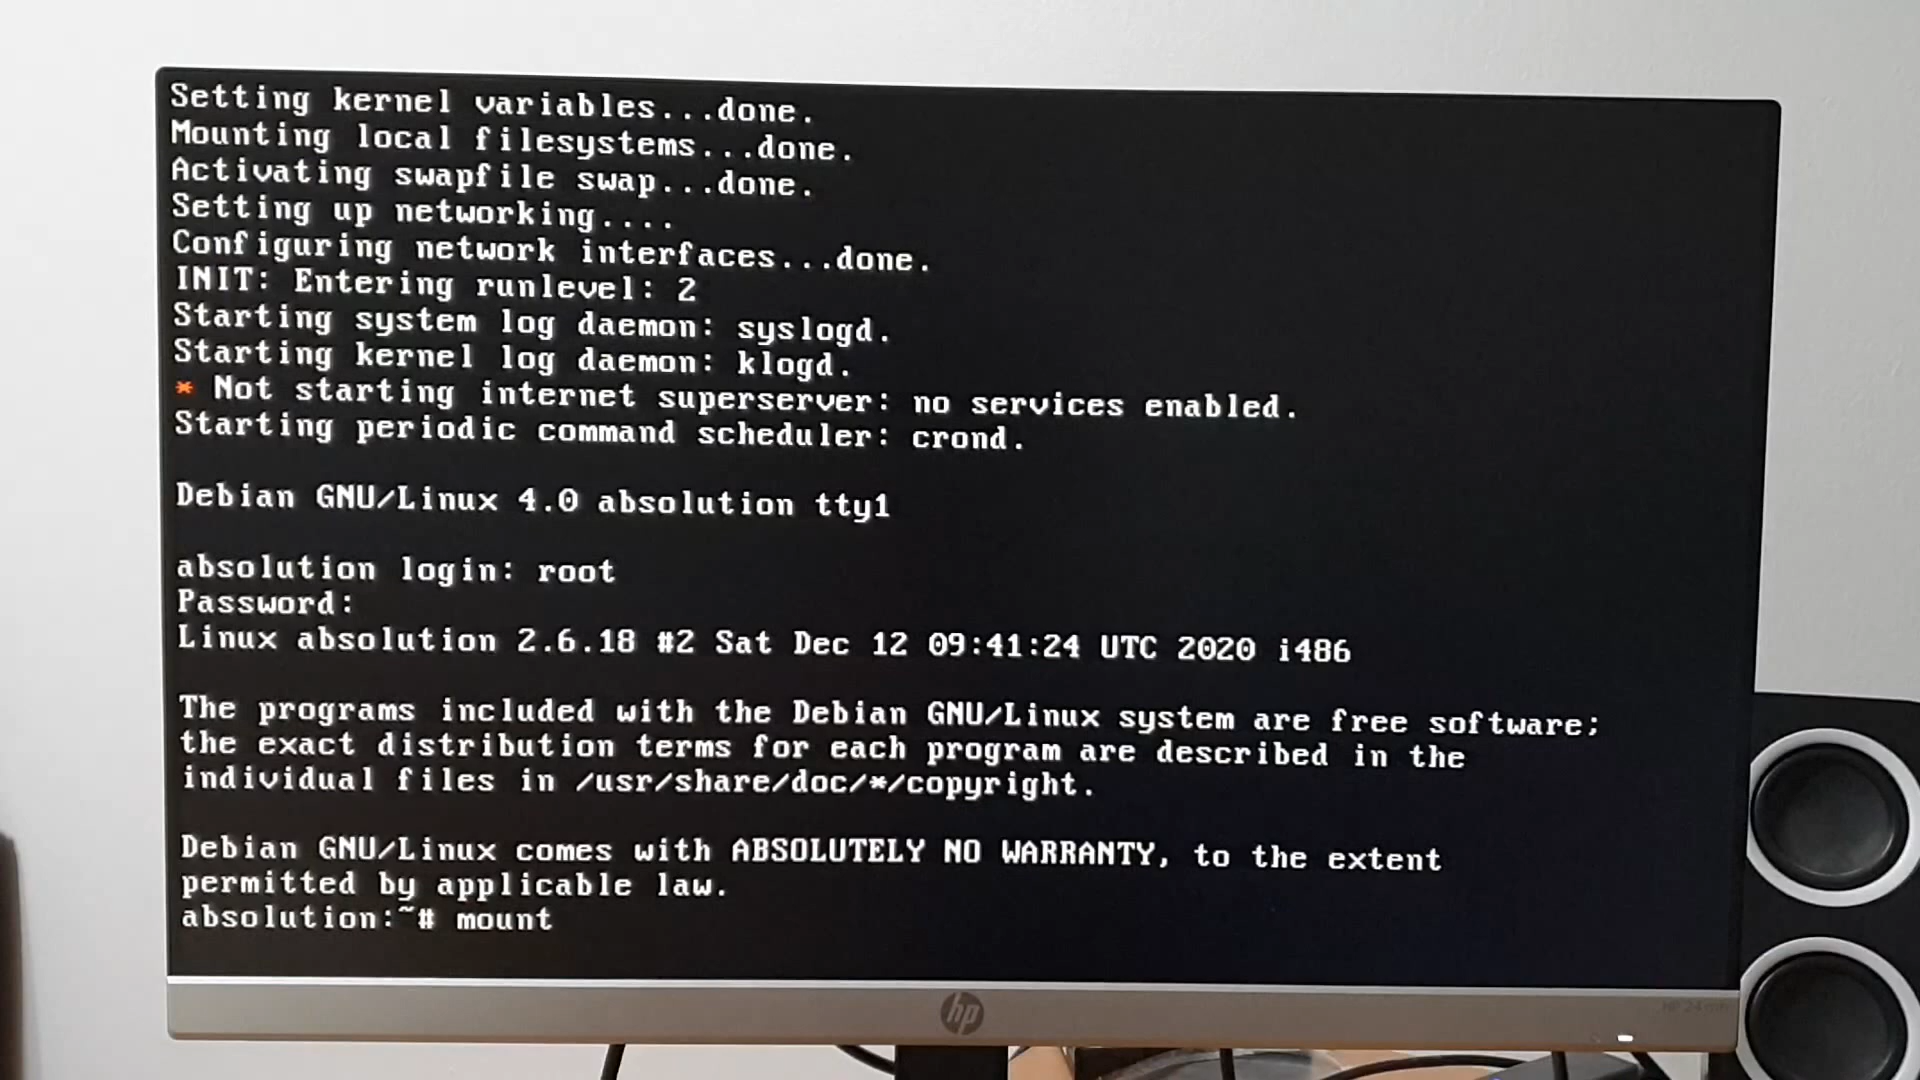 Setting kernel variables...done.
Mounting local filesystems...done.
Activating swapfile swap...done.
Setting up networking....
Configuring network interfaces...done.
INIT: Entering runlevel: 2
Starting system log daemon: syslogd.
Starting kernel log daemon: klogd.
* Not starting internet superserver: no services enabled.
Starting periodic command scheduler: crond.
Debian GNU/Linux 4.0 absolution tty1
absolution login: root
Password:
Linux absolution 2.6.18 #2 Sat Dec 12 09:41:24 UTC 2020 i486
The programs included with the Debian GNU/Linux system are free software;
the exact distribution terms for each program are described in the
individual files in /usr/share/doc/*/copyright.
Debian GNU/Linux comes with ABSOLUTELY NO WARRANTY, to the extent
permitted by applicable law.
absolution:~# mount
hp